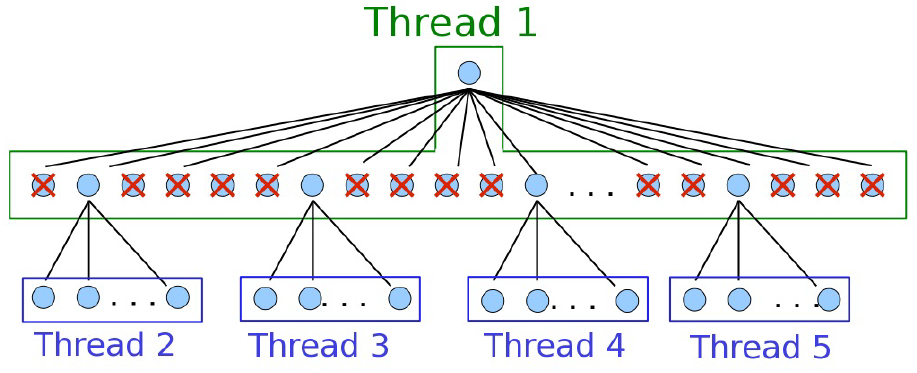 Thread 1
. . .
. . . . . . . . . . . .
Thread 2 Thread 3 Thread 4 Thread 5